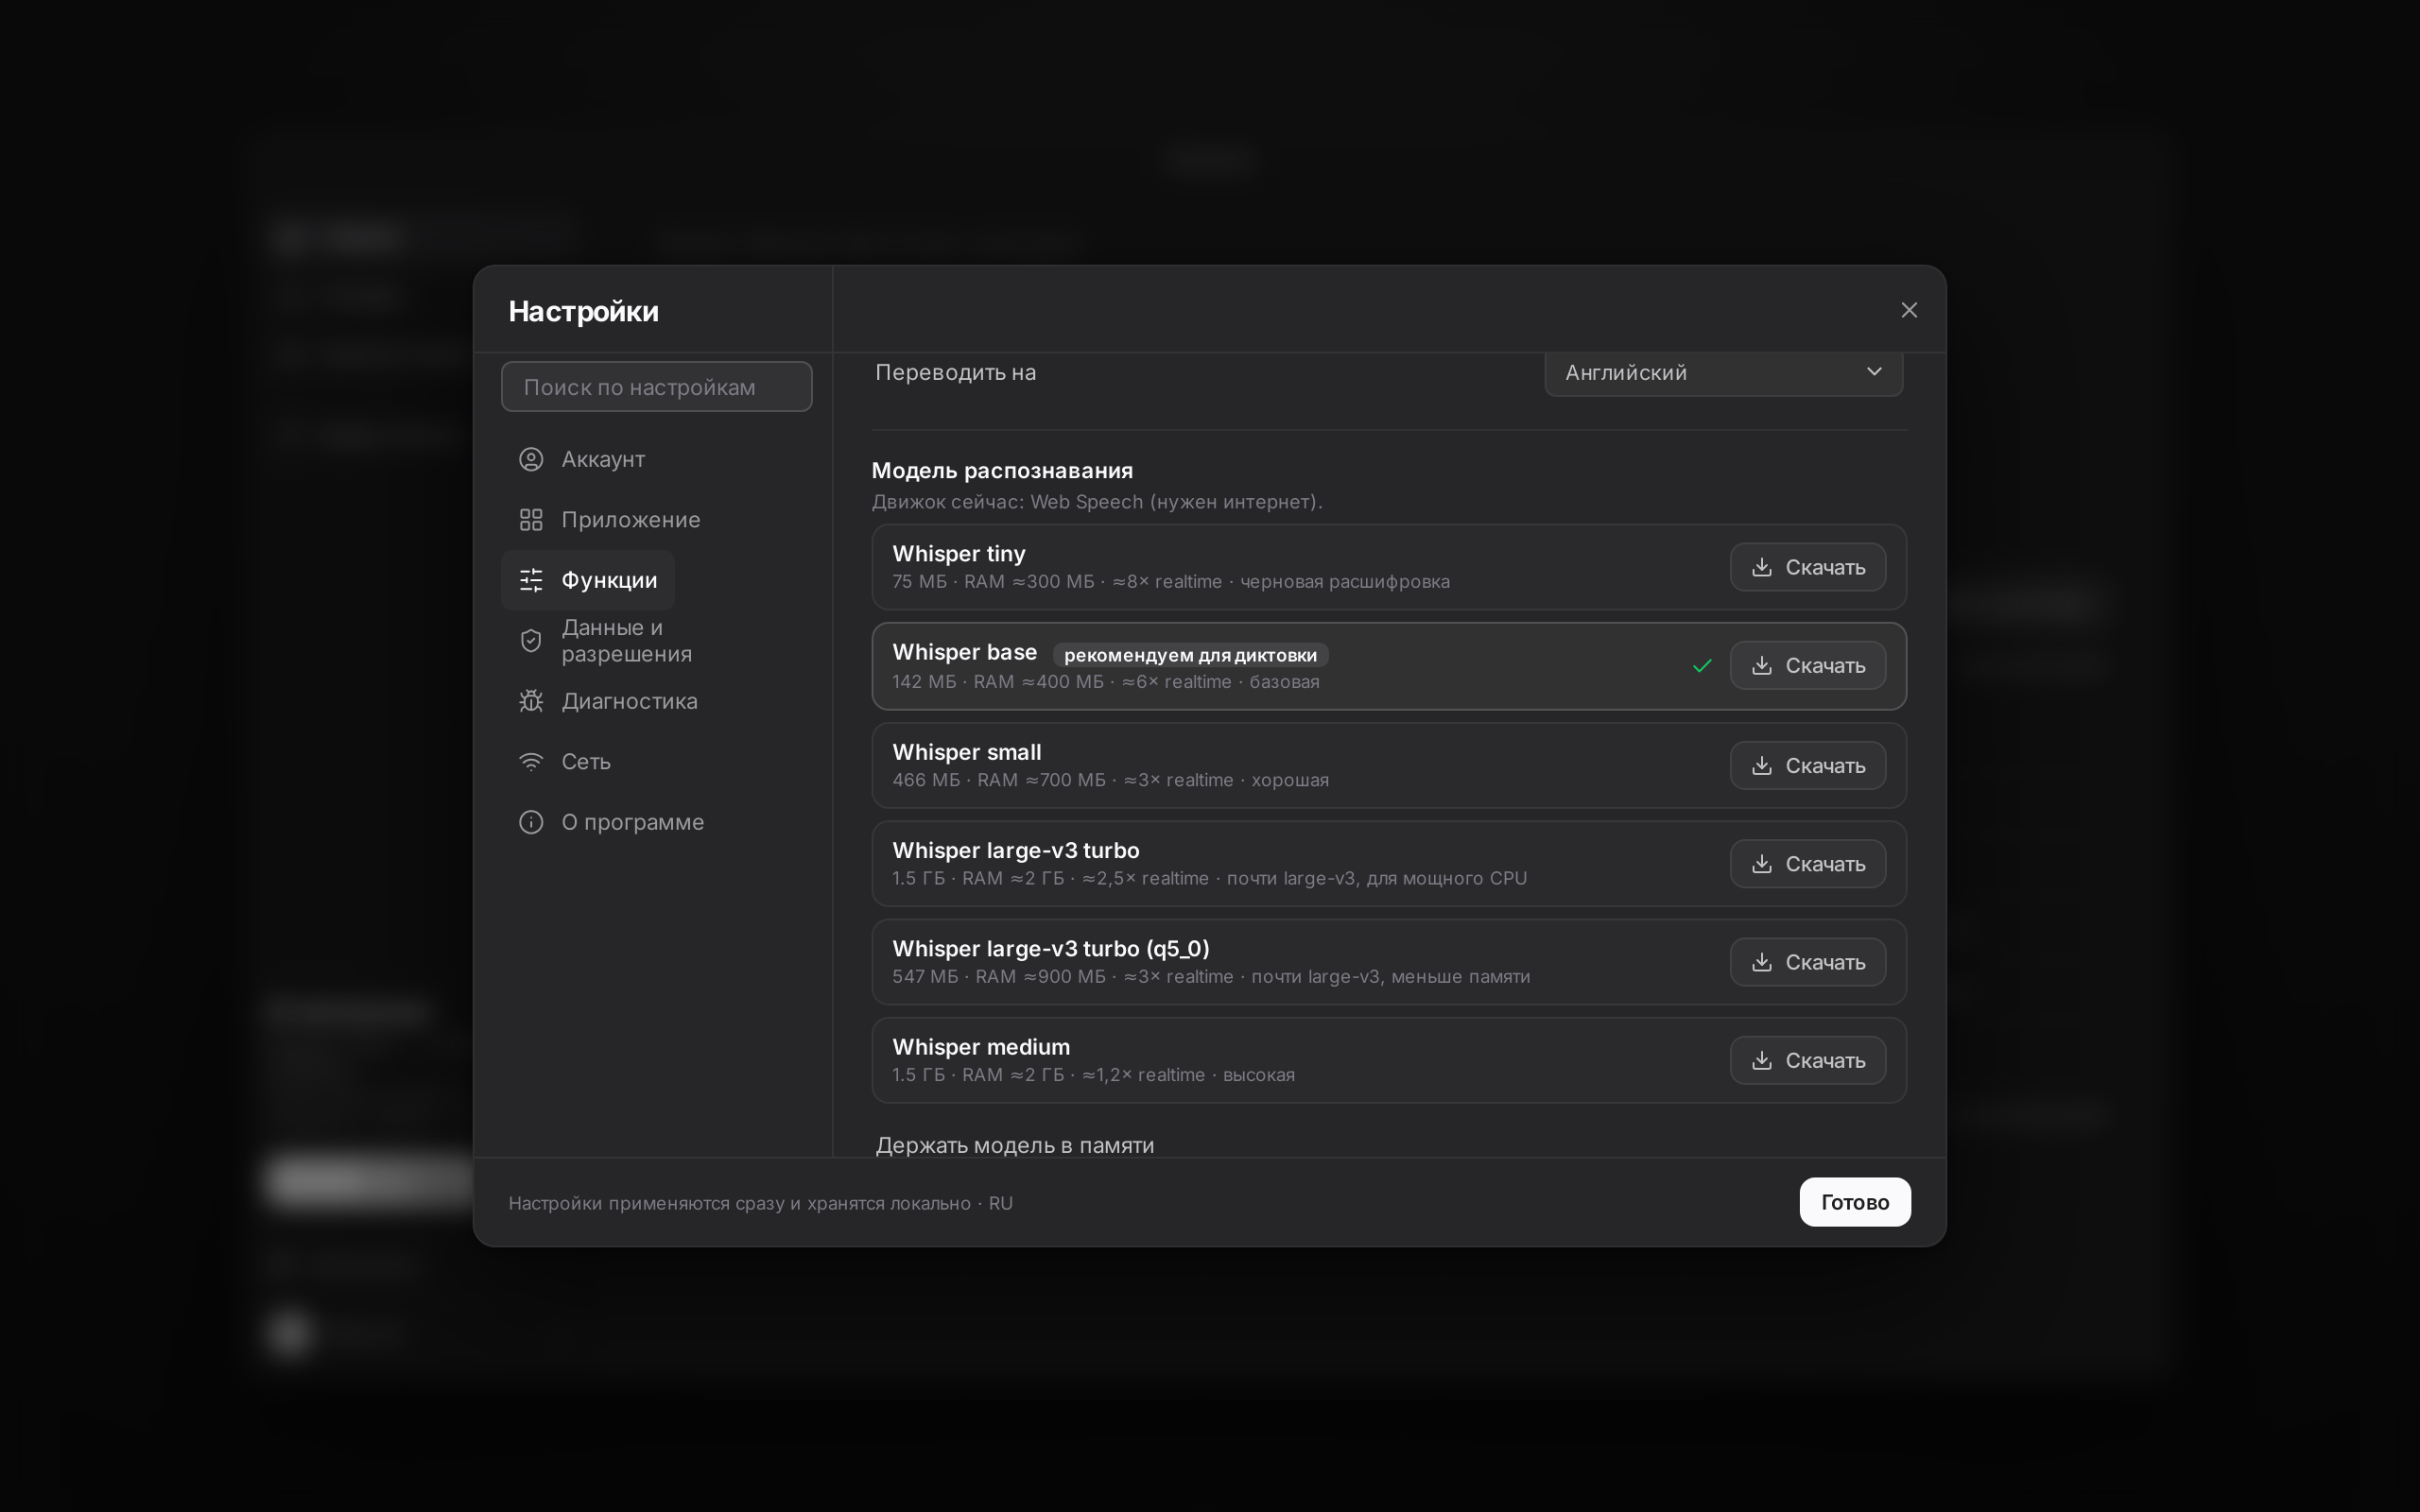 Настройки
Поиск по настройкам
Аккаунт
Приложение
Функции
Данные и
разрешения
Диагностика
Сеть
О программе
Переводить на
Английский
Модель распознавания
Движок сейчас: Web Speech (нужен интернет).
Whisper tiny
75 МБ · RAM ≈300 МБ · ≈8× realtime · черновая расшифровка
Скачать
Whisper base рекомендуем для диктовки
142 МБ · RAM ≈400 МБ · ≈6× realtime · базовая
Скачать
Whisper small
466 МБ · RAM ≈700 МБ · ≈3× realtime · хорошая
Скачать
Whisper large-v3 turbo
1.5 ГБ · RAM ≈2 ГБ · ≈2,5× realtime · почти large-v3, для мощного CPU
Скачать
Whisper large-v3 turbo (q5_0)
547 МБ · RAM ≈900 МБ · ≈3× realtime · почти large-v3, меньше памяти
Скачать
Whisper medium
1.5 ГБ · RAM ≈2 ГБ · ≈1,2× realtime · высокая
Скачать
Держать модель в памяти
Настройки применяются сразу и хранятся локально · RU
Готово